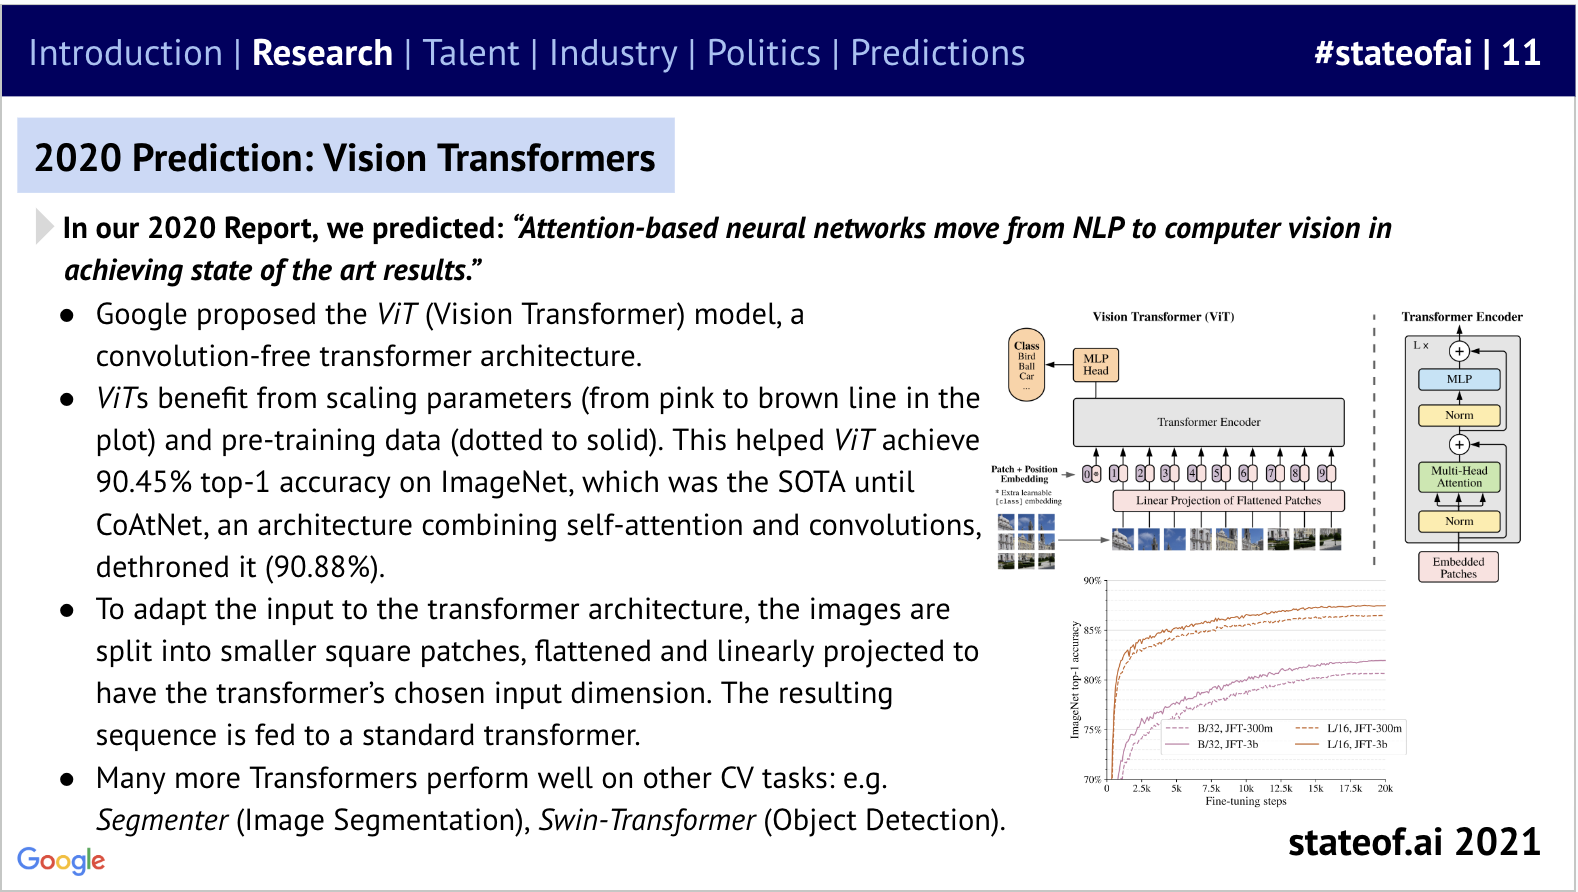 Introduction | Research | Talent | Industry | Politics | Predictions
#stateofai | 11
2020 Prediction: Vision Transformers
In our 2020 Report, we predicted: “Attention-based neural networks move from NLP to computer vision in
achieving state of the art results.”
● Google proposed the ViT (Vision Transformer) model, a
convolution-free transformer architecture.
● ViTs benefit from scaling parameters (from pink to brown line in the
plot) and pre-training data (dotted to solid). This helped ViT achieve
90.45% top-1 accuracy on ImageNet, which was the SOTA until
CoAtNet, an architecture combining self-attention and convolutions,
dethroned it (90.88%).
● To adapt the input to the transformer architecture, the images are
split into smaller square patches, flattened and linearly projected to
have the transformer’s chosen input dimension. The resulting
sequence is fed to a standard transformer.
● Many more Transformers perform well on other CV tasks: e.g.
Segmenter (Image Segmentation), Swin-Transformer (Object Detection).
Vision Transformer (ViT)
Class
Bird
Ball
Car
...
MLP
Head
Transformer Encoder
Patch + Position
Embedding
* Extra learnable
[class] embedding
0 * 1 2 3 4 5 6 7 8 9
Linear Projection of Flattened Patches
Transformer Encoder
L x
+
MLP
Norm
+
Multi-Head
Attention
Norm
Embedded
Patches
90%
85%
80%
75%
70%
ImageNet top-1 accuracy
B/32, JFT-300m
B/32, JFT-3b
L/16, JFT-300m
L/16, JFT-3b
0 2.5k 5k 7.5k 10k 12.5k 15k 17.5k 20k
Fine-tuning steps
Google
stateof.ai 2021